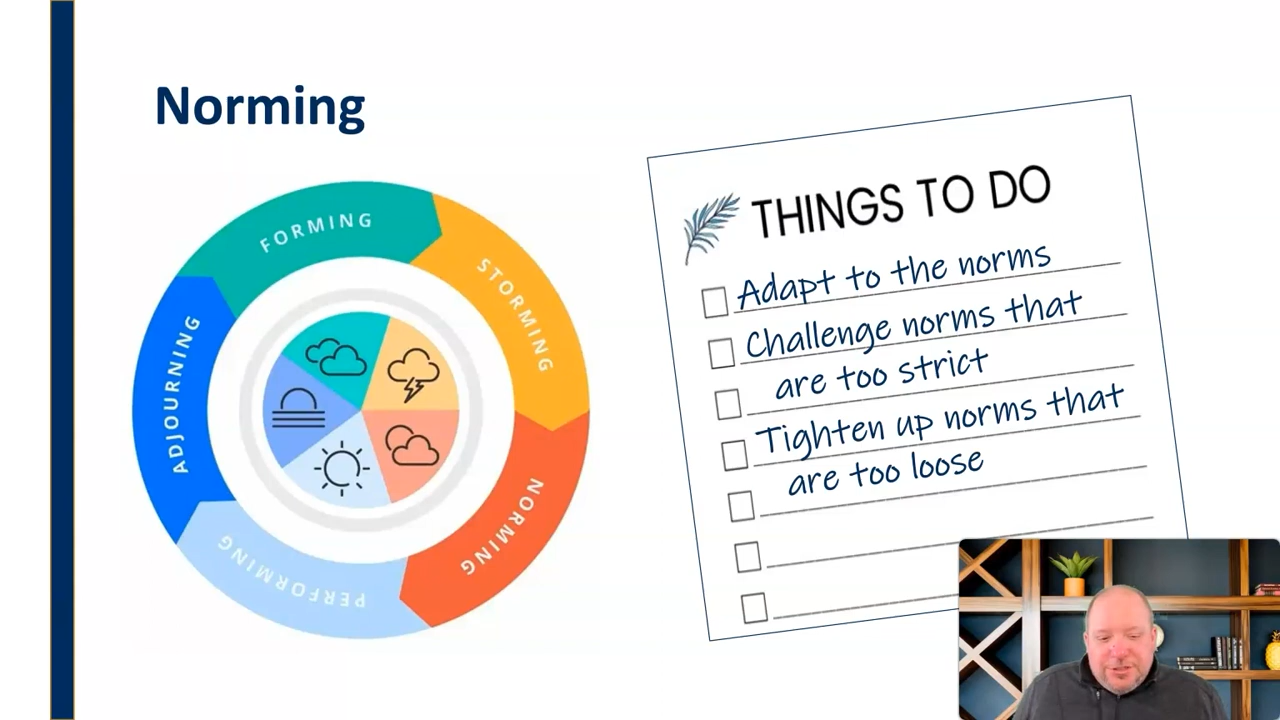 Norming
FORMING
STORMING
NORMING
PERFORMING
ADJOURNING
THINGS TO DO
Adapt to the norms
Challenge norms that
are too strict
Tighten up norms that
are too loose